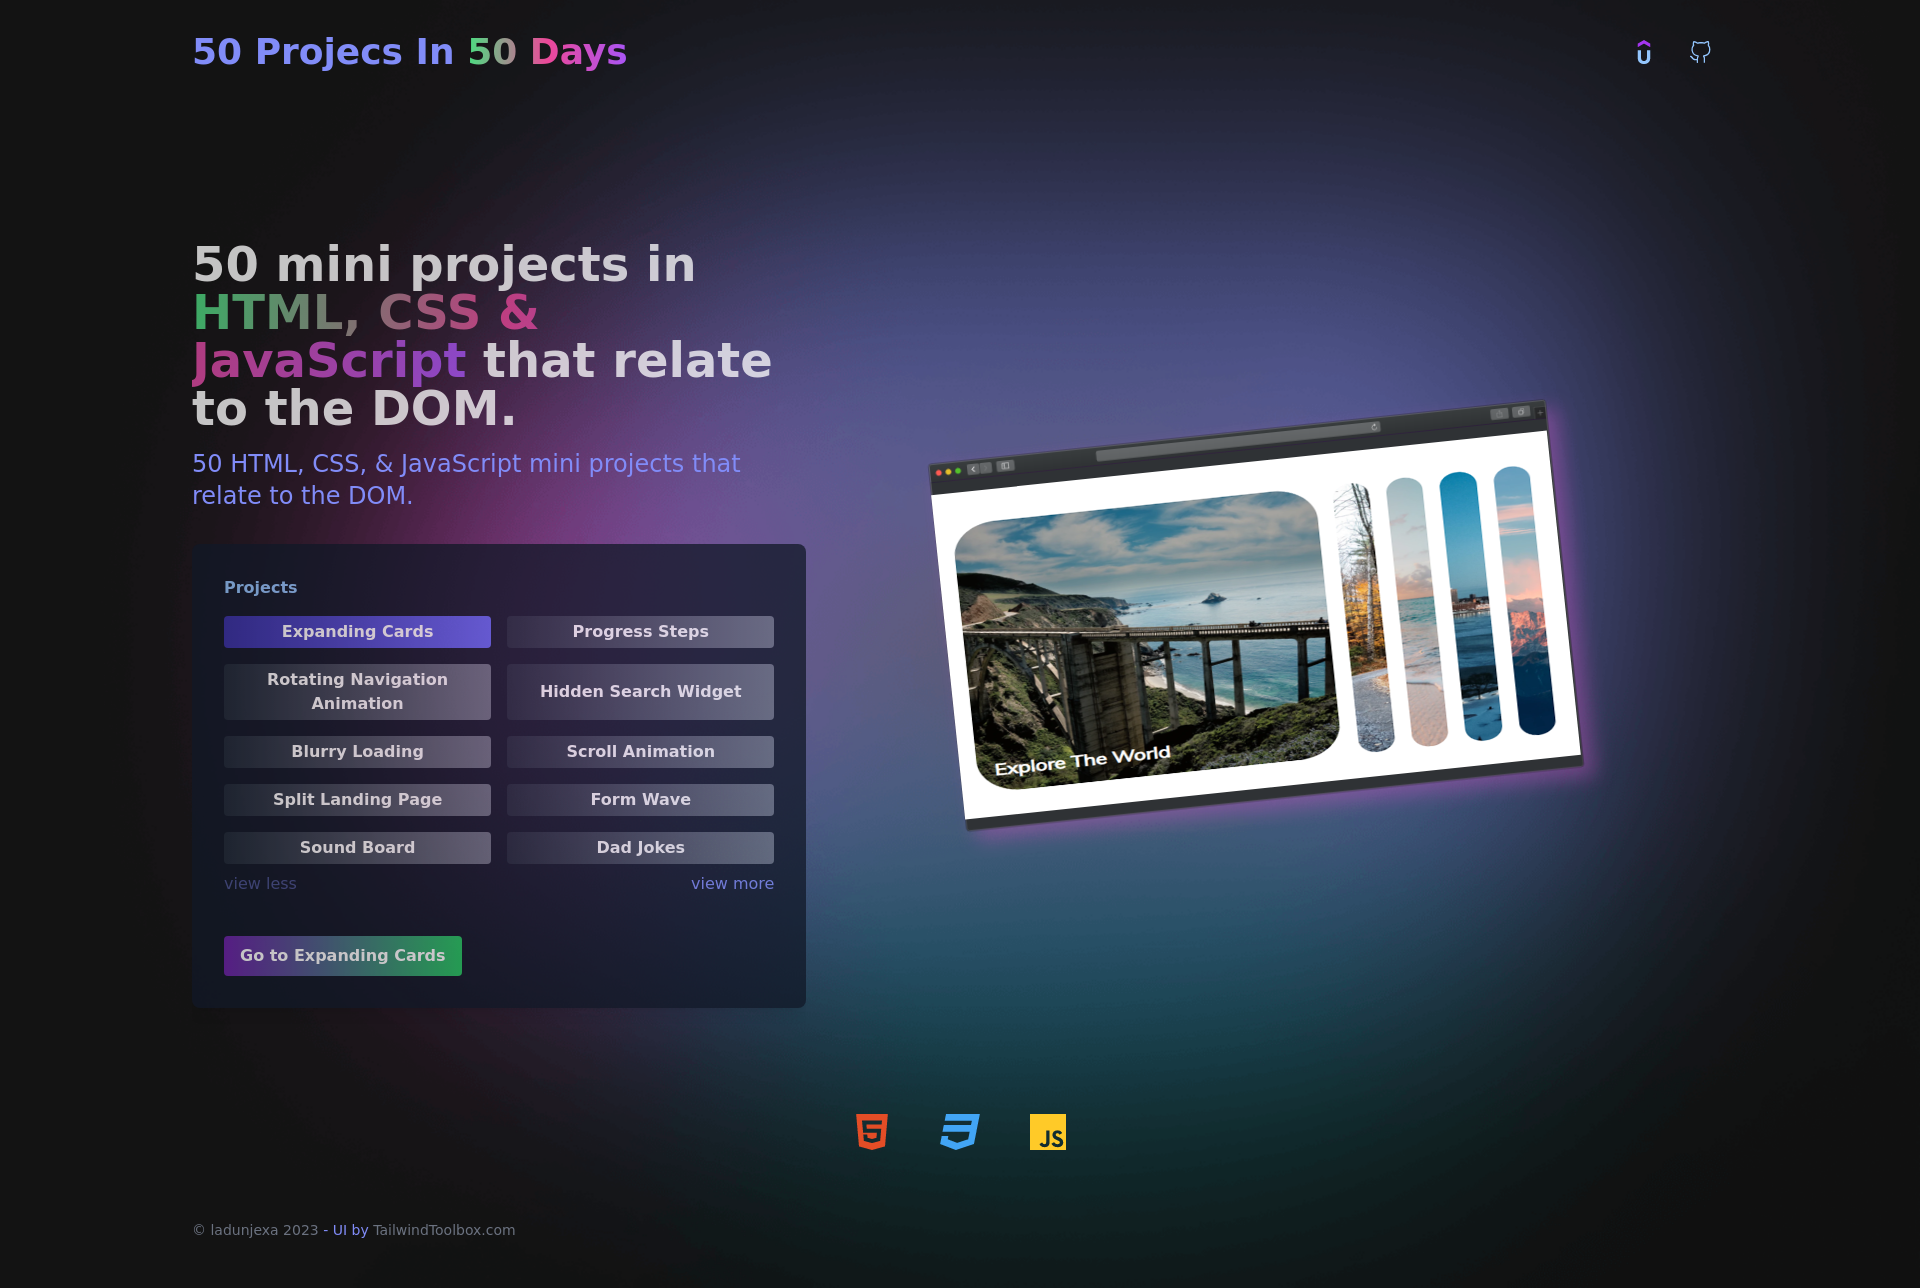 50 Projecs In 50 Days
50 mini projects in
HTML, CSS &
JavaScript that relate
to the DOM.
50 HTML, CSS, & JavaScript mini projects that
relate to the DOM.
Projects
Expanding Cards
Progress Steps
Rotating Navigation
Animation
Hidden Search Widget
Blurry Loading
Scroll Animation
Split Landing Page
Form Wave
Sound Board
Dad Jokes
view less
view more
Go to Expanding Cards
Explore The World
5
JS
© ladunjexa 2023 - UI by TailwindToolbox.com